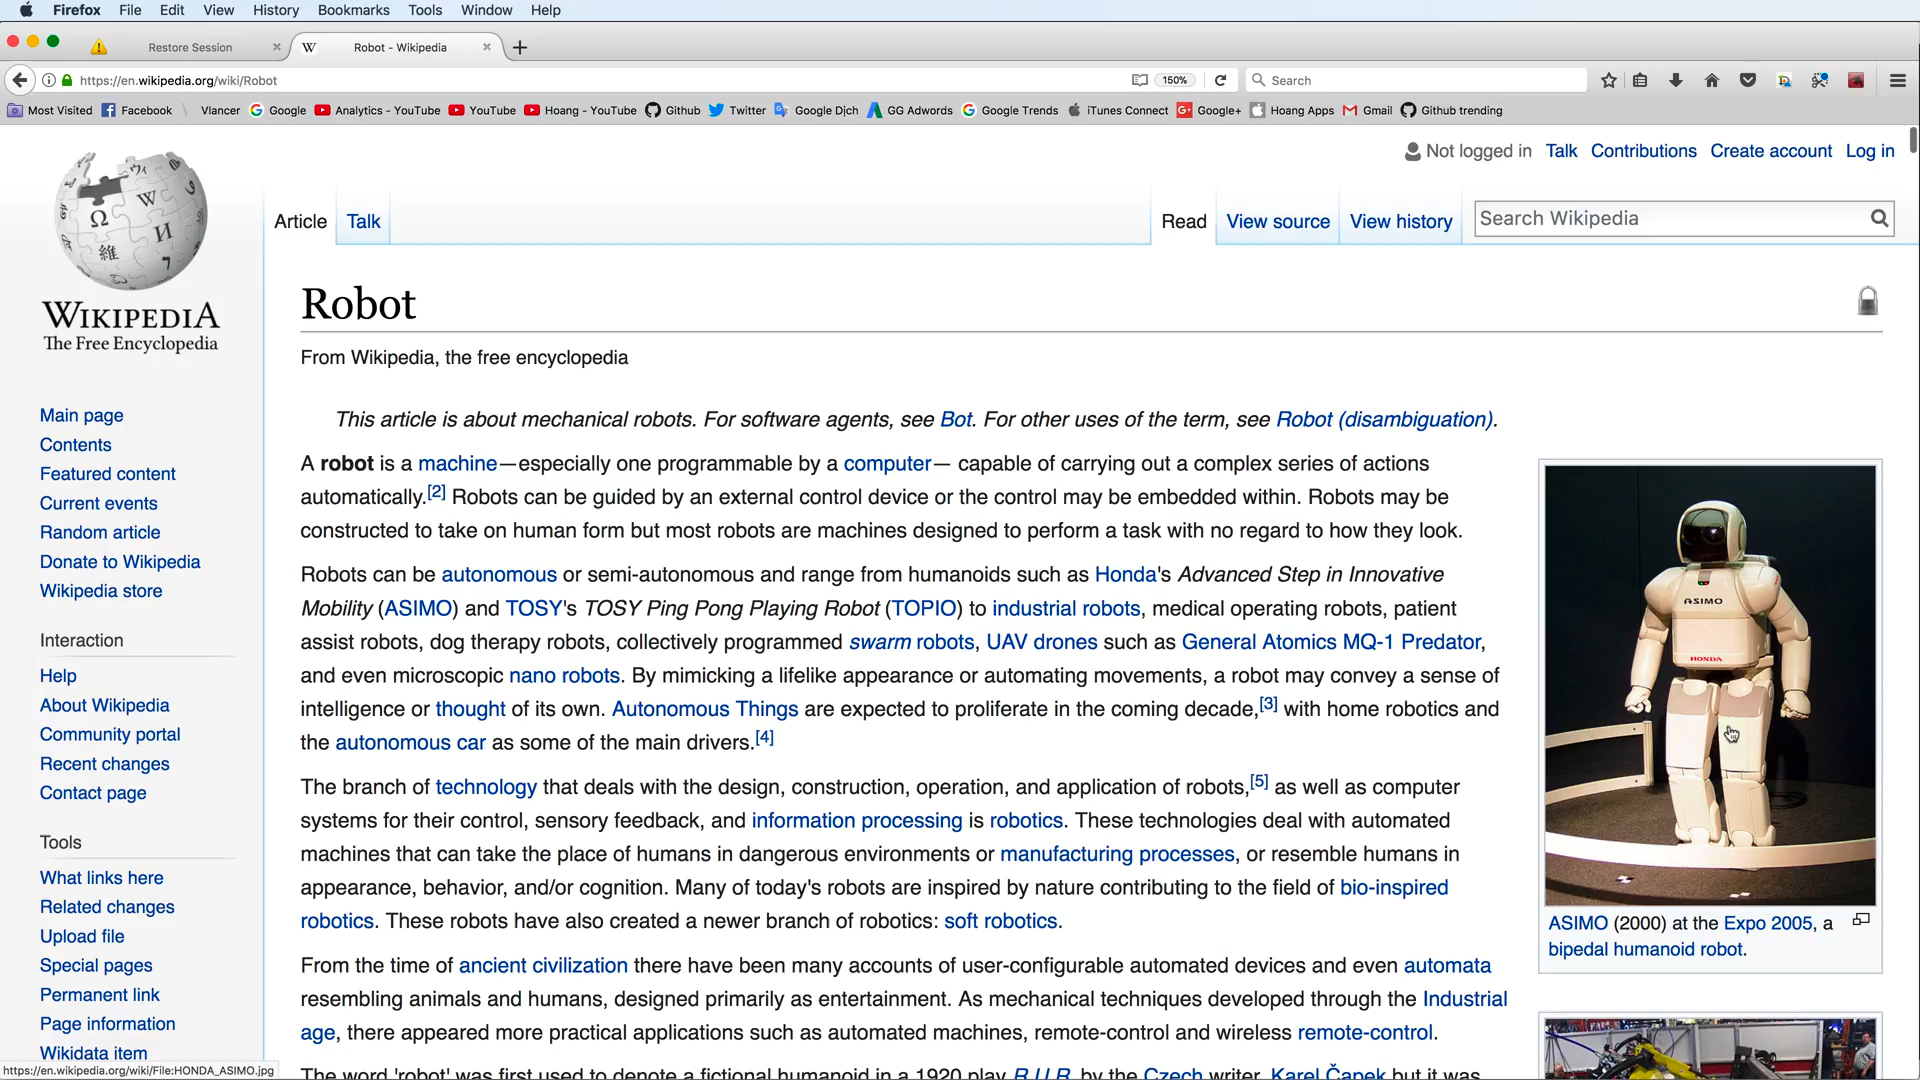 Firefox File Edit View History Bookmarks Tools Window Help
Restore Session
Robot - Wikipedia
https://en.wikipedia.org/wiki/Robot
150%
Search
Most Visited Facebook Vlancer Google Analytics - YouTube YouTube Hoang - YouTube Github Twitter Google Dịch GG Adwords Google Trends iTunes Connect Google+ Hoang Apps Gmail Github trending
Not logged in Talk Contributions Create account Log in
Article Talk
Read View source View history
Search Wikipedia
WIKIPEDIA
The Free Encyclopedia
Main page
Contents
Featured content
Current events
Random article
Donate to Wikipedia
Wikipedia store
Interaction
Help
About Wikipedia
Community portal
Recent changes
Contact page
Tools
What links here
Related changes
Upload file
Special pages
Permanent link
Page information
Wikidata item
Robot
From Wikipedia, the free encyclopedia
This article is about mechanical robots. For software agents, see Bot. For other uses of the term, see Robot (disambiguation).
A robot is a machine—especially one programmable by a computer— capable of carrying out a complex series of actions
automatically.[2] Robots can be guided by an external control device or the control may be embedded within. Robots may be
constructed to take on human form but most robots are machines designed to perform a task with no regard to how they look.
Robots can be autonomous or semi-autonomous and range from humanoids such as Honda's Advanced Step in Innovative
Mobility (ASIMO) and TOSY's TOSY Ping Pong Playing Robot (TOPIO) to industrial robots, medical operating robots, patient
assist robots, dog therapy robots, collectively programmed swarm robots, UAV drones such as General Atomics MQ-1 Predator,
and even microscopic nano robots. By mimicking a lifelike appearance or automating movements, a robot may convey a sense of
intelligence or thought of its own. Autonomous Things are expected to proliferate in the coming decade,[3] with home robotics and
the autonomous car as some of the main drivers.[4]
The branch of technology that deals with the design, construction, operation, and application of robots,[5] as well as computer
systems for their control, sensory feedback, and information processing is robotics. These technologies deal with automated
machines that can take the place of humans in dangerous environments or manufacturing processes, or resemble humans in
appearance, behavior, and/or cognition. Many of today's robots are inspired by nature contributing to the field of bio-inspired
robotics. These robots have also created a newer branch of robotics: soft robotics.
From the time of ancient civilization there have been many accounts of user-configurable automated devices and even automata
resembling animals and humans, designed primarily as entertainment. As mechanical techniques developed through the Industrial
age, there appeared more practical applications such as automated machines, remote-control and wireless remote-control.
The word 'robot' was first used to denote a fictional humanoid in a 1920 play R.U.R. by the Czech writer, Karel Čapek but it was
ASIMO
HONDA
ASIMO (2000) at the Expo 2005, a
bipedal humanoid robot.
https://en.wikipedia.org/wiki/File:HONDA_ASIMO.jpg